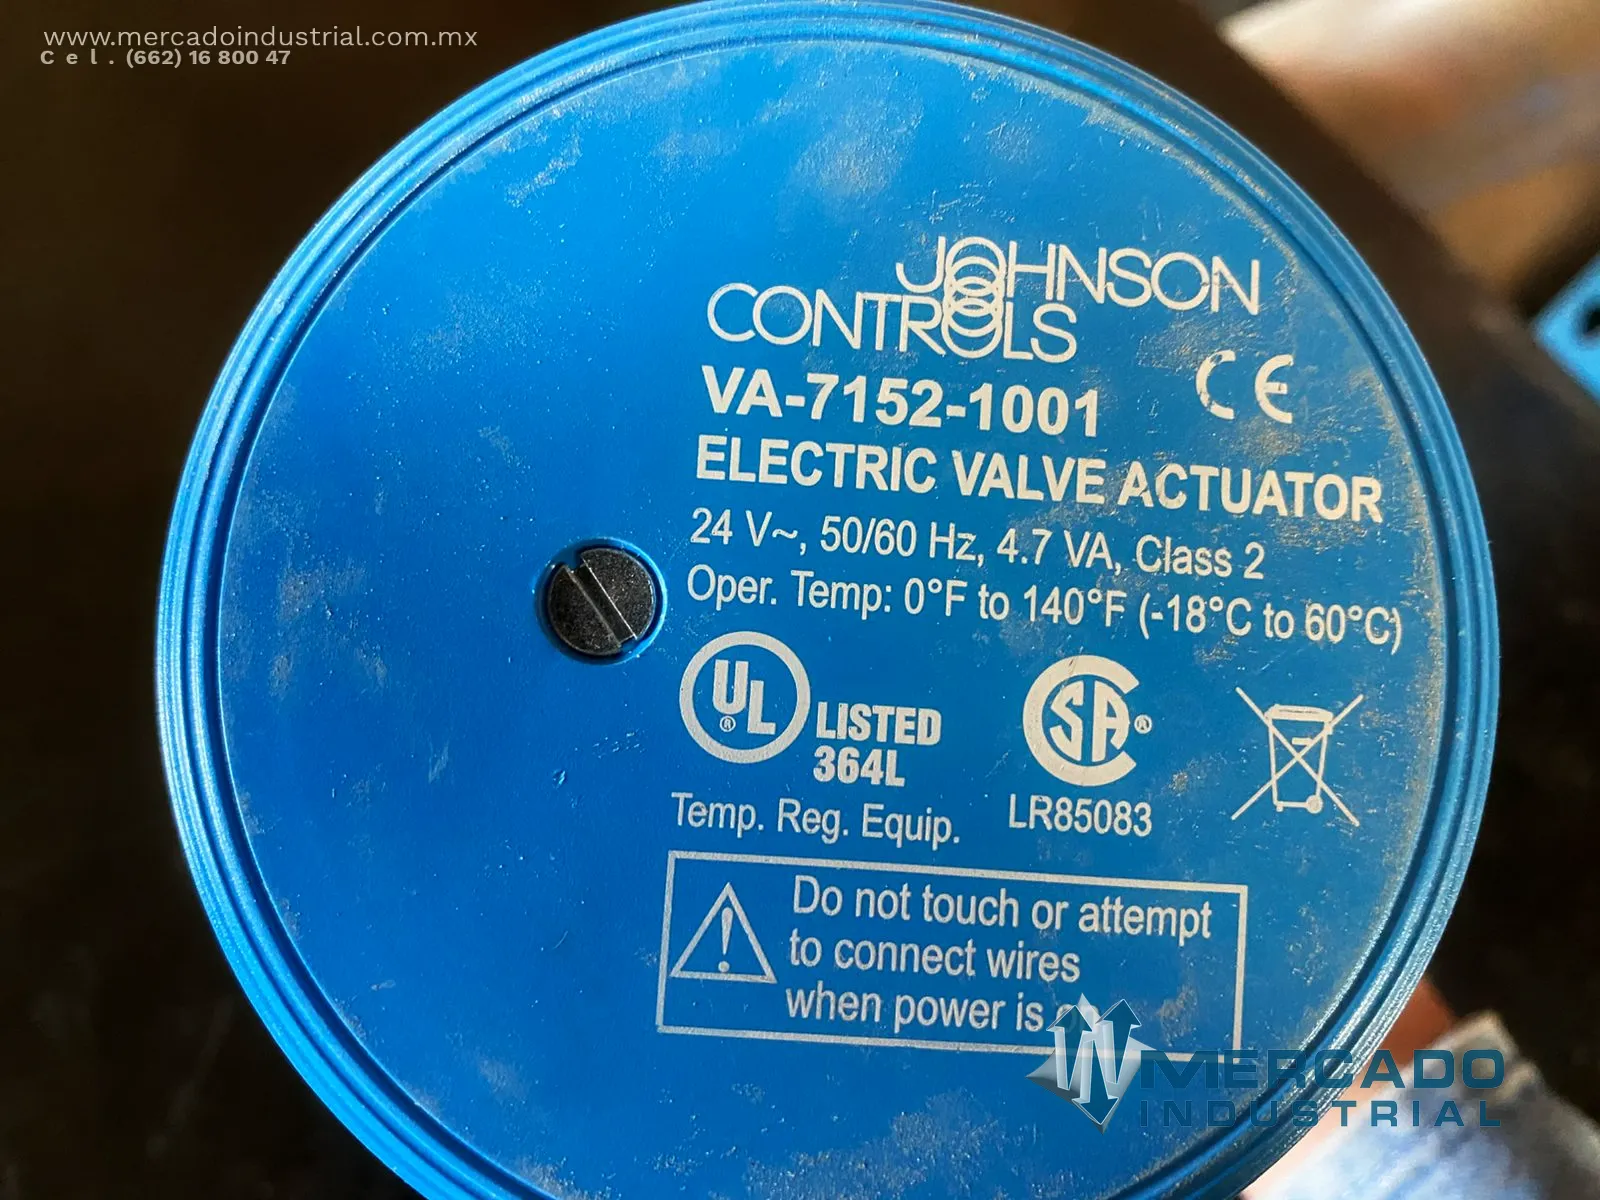 www.mercadoindustrial.com.mx
Cel. (662) 16 800 47
JOHNSON
CONTROLS
CE
VA-7152-1001
ELECTRIC VALVE ACTUATOR
24 V~, 50/60 Hz, 4.7 VA, Class 2
Oper. Temp: 0°F to 140°F (-18°C to 60°C)
UL® LISTED
364L
Temp. Reg. Equip.
SA®
LR85083
Do not touch or attempt
to connect wires
when power is
MERCADO
INDUSTRIAL